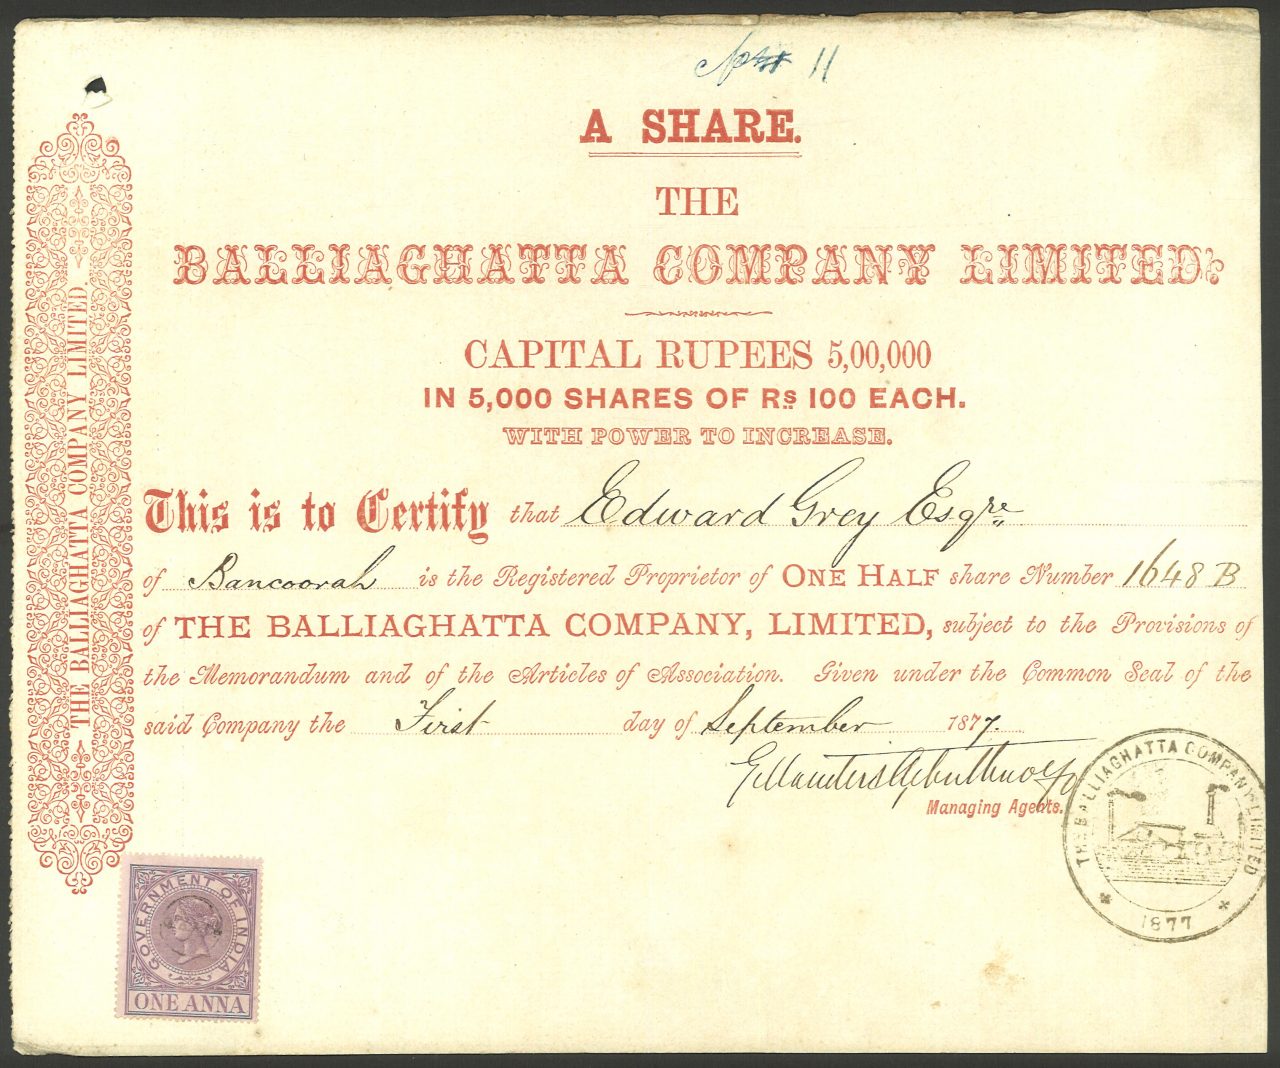 11
A SHARE.
THE
BALLIAGHATTA COMPANY LIMITED.
CAPITAL RUPEES 5,00,000
IN 5,000 SHARES OF Rs 100 EACH.
WITH POWER TO INCREASE.
This is to Certify that Edward Grey Esqre
of Bancoorah is the Registered Proprietor of ONE HALF share Number 1648 B
of THE BALLIAGHATTA COMPANY, LIMITED, subject to the Provisions of
the Memorandum and of the Articles of Association. Given under the Common Seal of the
said Company the First day of September 1877.
Managing Agents.
THE BALLIAGHATTA COMPANY LIMITED
THE BALLIAGHATTA COMPANY LIMITED
1877
GOVERNMENT OF INDIA
ONE ANNA